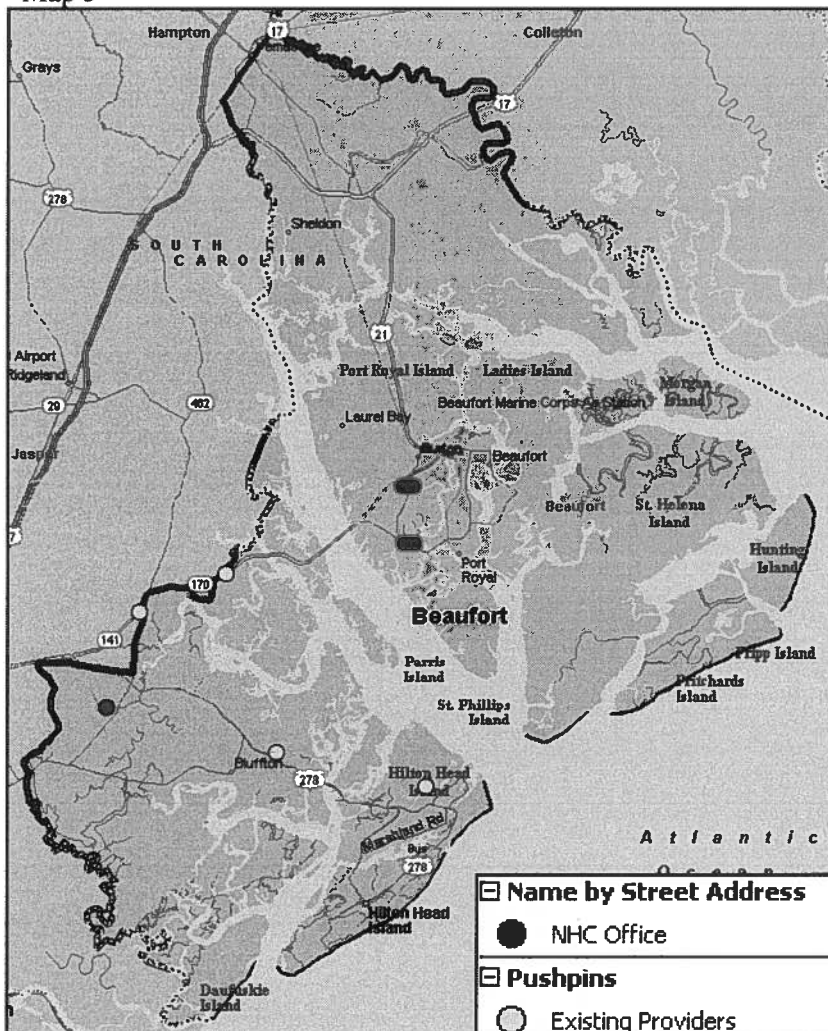 Hampton
17
Colleton
Grays
17
278
Sheldon
SOUTH
CAROLINA
21
Airport
Ridgeland
Port Royal Island
Ladies Island
Morgan
Island
29
462
Beaufort Marine Corps Air Station
Laurel Bay
Jasper
Burton
Beaufort
Beaufort
St. Helena
Island
Hunting
Island
170
Port
Royal
141
Beaufort
Parris
Island
Fripp Island
Pritchards
Island
St. Phillips
Island
Bluffton
278
Hilton Head
Island
Marshland Rd
Bus
278
Atlantic
Hilton Head
Island
Daufuskie
Island
Name by Street Address
NHC Office
Pushpins
Existing Providers